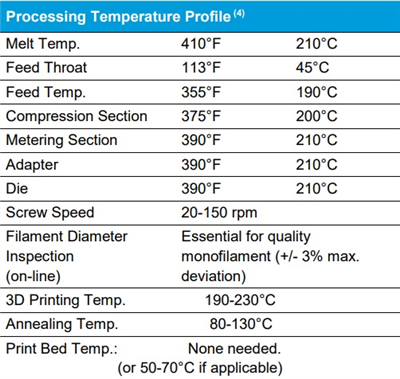 Processing Temperature Profile (4)
Melt Temp. 410°F 210°C
Feed Throat 113°F 45°C
Feed Temp. 355°F 190°C
Compression Section 375°F 200°C
Metering Section 390°F 210°C
Adapter 390°F 210°C
Die 390°F 210°C
Screw Speed 20-150 rpm
Filament Diameter Essential for quality
Inspection monofilament (+/- 3% max.
(on-line) deviation)
3D Printing Temp. 190-230°C
Annealing Temp. 80-130°C
Print Bed Temp.: None needed.
(or 50-70°C if applicable)